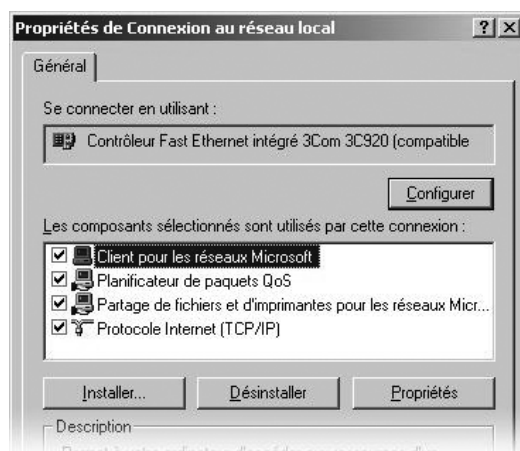 Propriétés de Connexion au réseau local
Général
Se connecter en utilisant :
Contrôleur Fast Ethernet intégré 3Com 3C920 (compatible
Configurer
Les composants sélectionnés sont utilisés par cette connexion :
Client pour les réseaux Microsoft
Planificateur de paquets QoS
Partage de fichiers et d'imprimantes pour les réseaux Micr...
Protocole Internet (TCP/IP)
Installer... Désinstaller Propriétés
Description